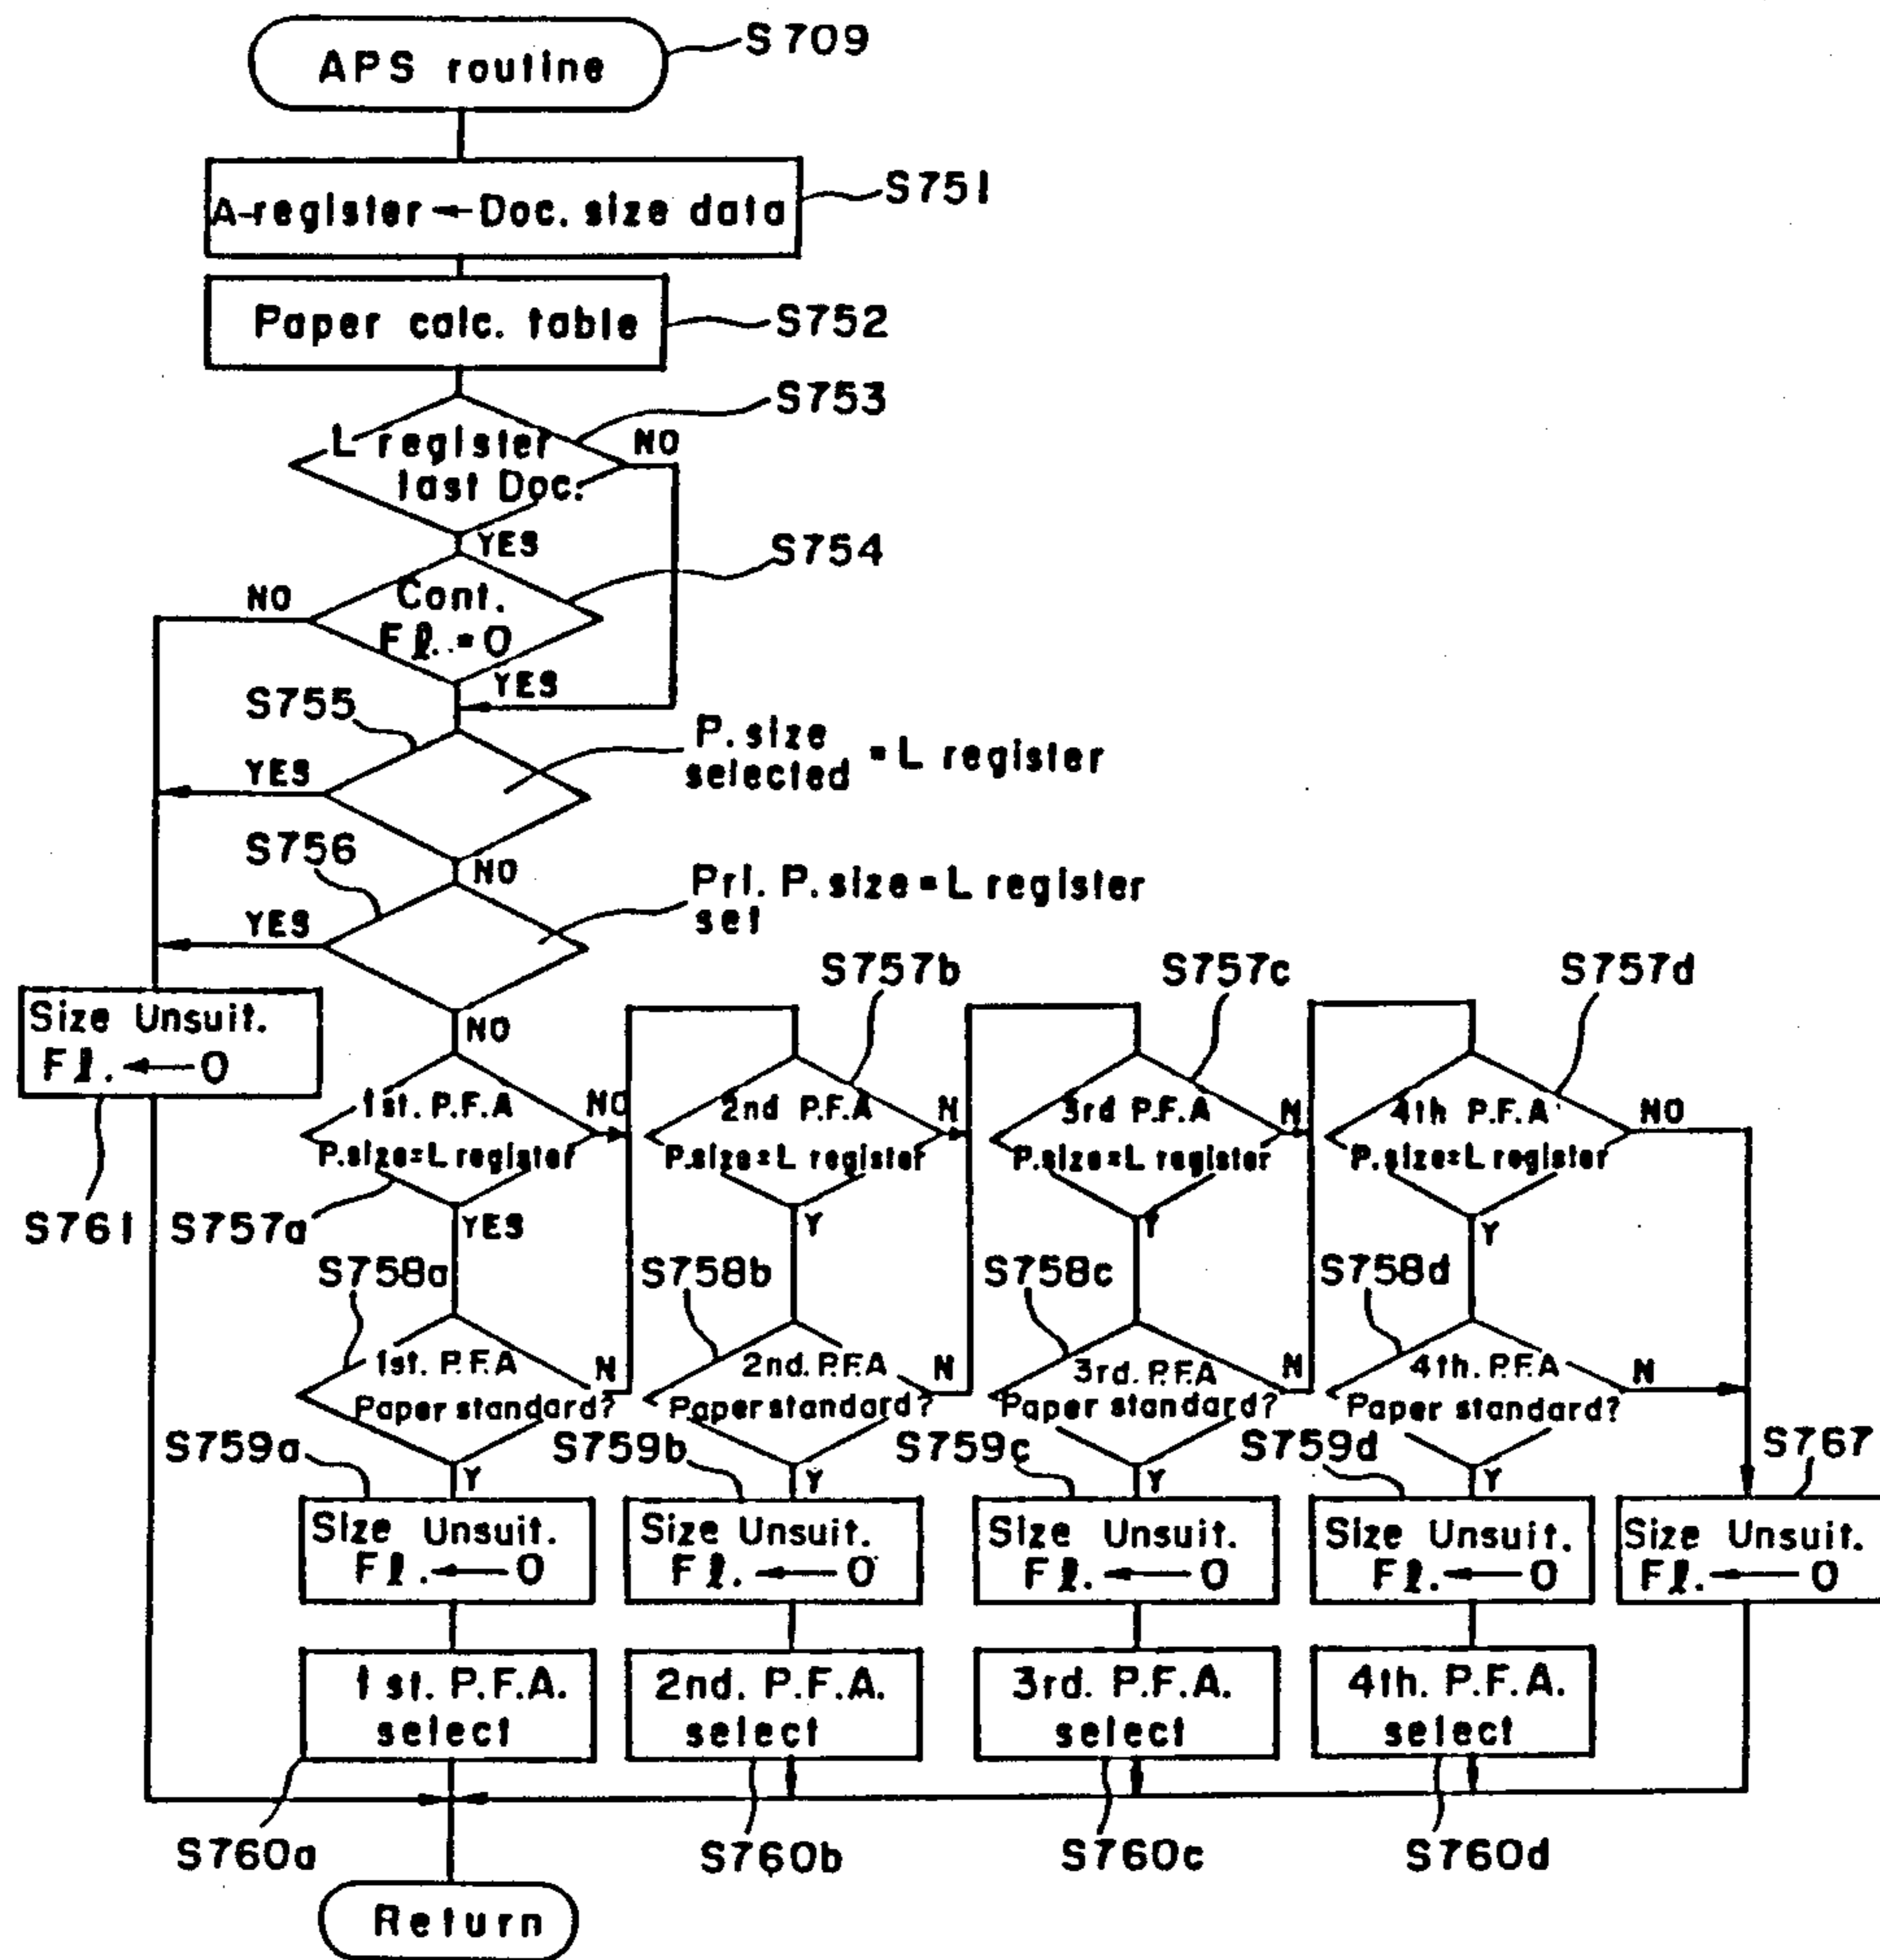 APS routine
S709
A-register ← Doc. size data
S751
Paper calc. table
S752
S753
L register
last Doc.
NO
YES
S754
NO
Cont.
Fl. = 0
YES
S755
P. size
selected = L register
YES
NO
S756
Pri. P. size = L register
set
YES
NO
Size Unsuit.
Fl. ← 0
S761
S757a
1st. P.F.A
P.size = L register
NO
YES
S757b
2nd P.F.A
P.size = L register
N
Y
S757c
3rd P.F.A
P.size = L register
N
Y
S757d
4th P.F.A
P.size = L register
NO
Y
S758a
1st. P.F.A
Paper standard?
N
Y
S758b
2nd. P.F.A
Paper standard?
N
Y
S758c
3rd. P.F.A
Paper standard?
N
Y
S758d
4th. P.F.A
Paper standard?
N
Y
S759a
Size Unsuit.
Fl. ← 0
S759b
Size Unsuit.
Fl. ← 0
S759c
Size Unsuit.
Fl. ← 0
S759d
Size Unsuit.
Fl. ← 0
S767
Size Unsuit.
Fl. ← 0
1st. P.F.A.
select
2nd. P.F.A.
select
3rd. P.F.A.
select
4th. P.F.A.
select
S760a
S760b
S760c
S760d
Return